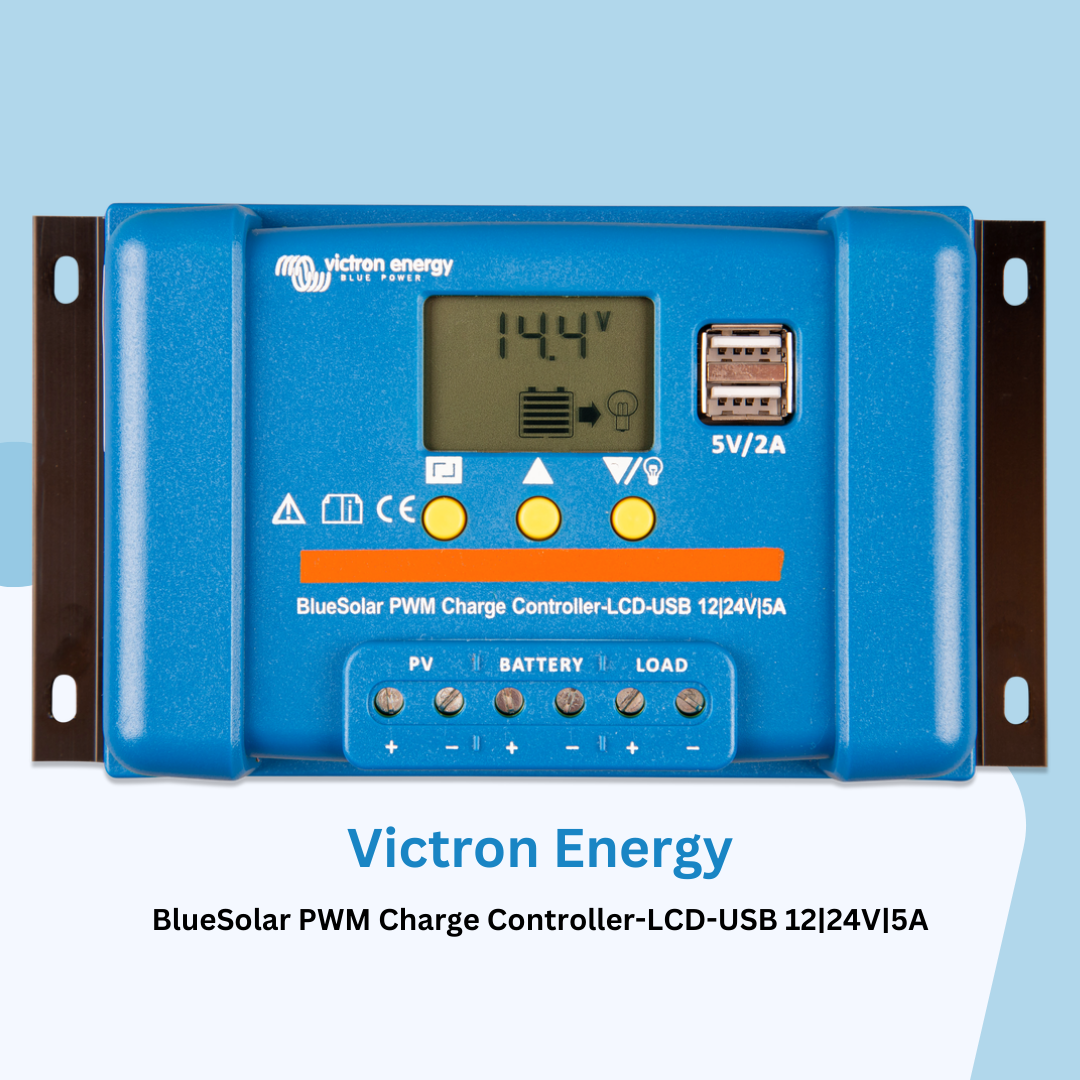 victron energy
BLUE POWER
14.4 V
5V/2A
CE
BlueSolar PWM Charge Controller-LCD-USB 12|24V|5A
PV BATTERY LOAD
+ − + − + −
Victron Energy
BlueSolar PWM Charge Controller-LCD-USB 12|24V|5A